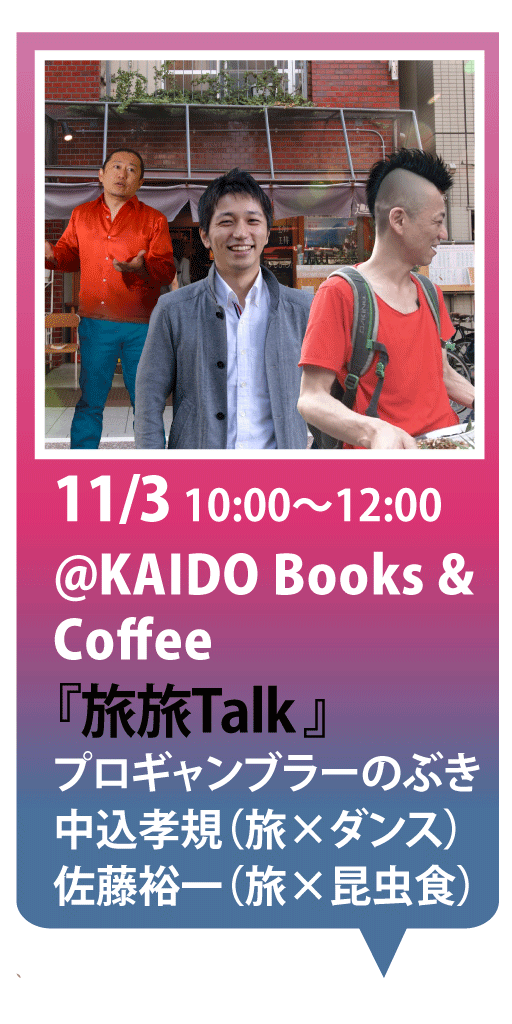 11/3 10:00〜12:00
@KAIDO Books &
Coffee
『旅旅Talk』
プロギャンブラーのぶき
中込孝規（旅×ダンス）
佐藤裕一（旅×昆虫食）
、